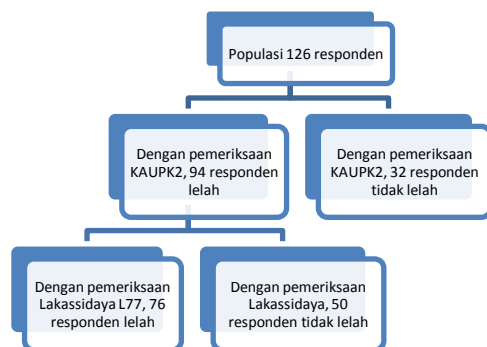 Populasi 126 responden
Dengan pemeriksaan
KAUPK2, 94 responden
lelah
Dengan pemeriksaan
KAUPK2, 32 responden
tidak lelah
Dengan pemeriksaan
Lakassidaya L77, 76
responden lelah
Dengan pemeriksaan
Lakassidaya, 50
responden tidak lelah